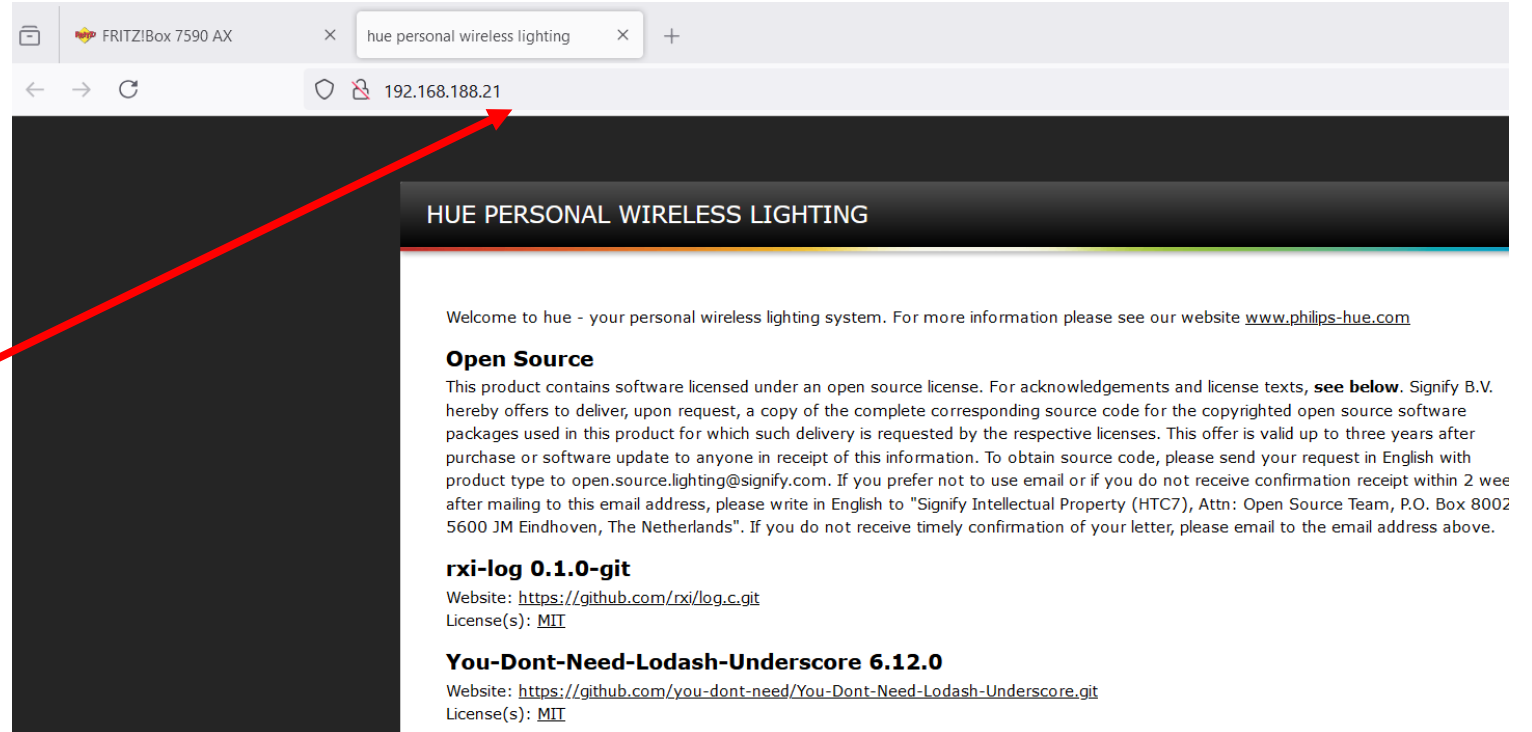 FRITZ!Box 7590 AX
hue personal wireless lighting
192.168.188.21
HUE PERSONAL WIRELESS LIGHTING
Welcome to hue - your personal wireless lighting system. For more information please see our website www.philips-hue.com
Open Source
This product contains software licensed under an open source license. For acknowledgements and license texts, see below. Signify B.V.
hereby offers to deliver, upon request, a copy of the complete corresponding source code for the copyrighted open source software
packages used in this product for which such delivery is requested by the respective licenses. This offer is valid up to three years after
purchase or software update to anyone in receipt of this information. To obtain source code, please send your request in English with
product type to open.source.lighting@signify.com. If you prefer not to use email or if you do not receive confirmation receipt within 2 wee
after mailing to this email address, please write in English to "Signify Intellectual Property (HTC7), Attn: Open Source Team, P.O. Box 8002
5600 JM Eindhoven, The Netherlands". If you do not receive timely confirmation of your letter, please email to the email address above.
rxi-log 0.1.0-git
Website: https://github.com/rxi/log.c.git
License(s): MIT
You-Dont-Need-Lodash-Underscore 6.12.0
Website: https://github.com/you-dont-need/You-Dont-Need-Lodash-Underscore.git
License(s): MIT